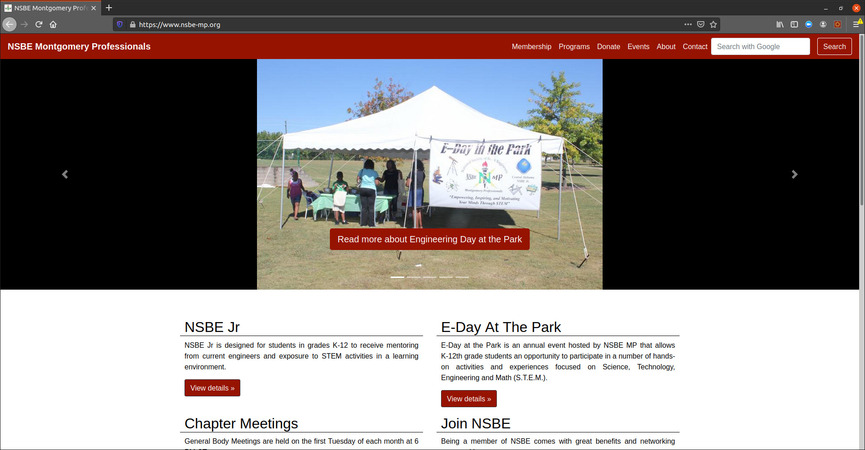 NSBE Montgomery Prof
https://www.nsbe-mp.org
NSBE Montgomery Professionals
Membership Programs Donate Events About Contact Search with Google Search
E-Day in the Park
NSBE MP
Montgomery Professionals
"Empowering, Inspiring, and Motivating
Your Minds Through STEM"
Read more about Engineering Day at the Park
NSBE Jr
NSBE Jr is designed for students in grades K-12 to receive mentoring
from current engineers and exposure to STEM activities in a learning
environment.
View details »
E-Day At The Park
E-Day at the Park is an annual event hosted by NSBE MP that allows
K-12th grade students an opportunity to participate in a number of hands-
on activities and experiences focused on Science, Technology,
Engineering and Math (S.T.E.M.).
View details »
Chapter Meetings
General Body Meetings are held on the first Tuesday of each month at 6
Join NSBE
Being a member of NSBE comes with great benefits and networking